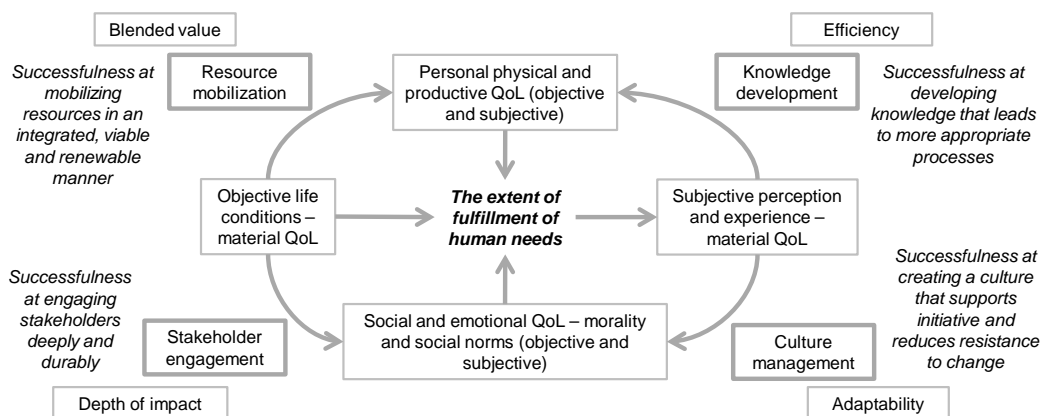 Blended value
Efficiency
Successfulness at
mobilizing
resources in an
integrated, viable
and renewable
manner
Resource
mobilization
Personal physical and
productive QoL (objective
and subjective)
Knowledge
development
Successfulness at
developing
knowledge that leads
to more appropriate
processes
Objective life
conditions –
material QoL
The extent of
fulfillment of
human needs
Subjective perception
and experience –
material QoL
Successfulness
at engaging
stakeholders
deeply and
durably
Stakeholder
engagement
Social and emotional QoL – morality
and social norms (objective and
subjective)
Culture
management
Successfulness at
creating a culture
that supports
initiative and
reduces resistance
to change
Depth of impact
Adaptability